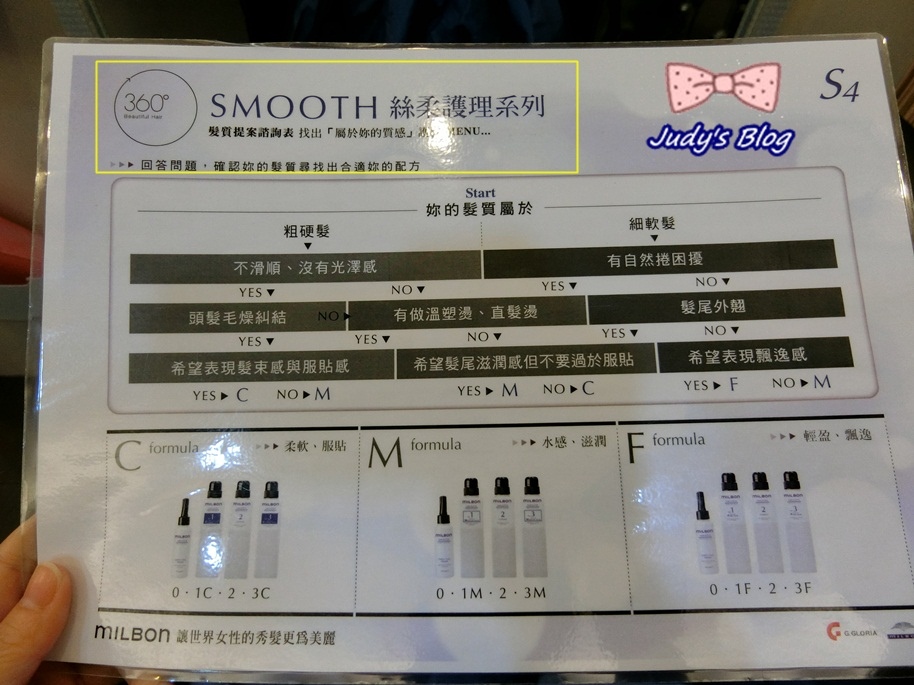 360°
Beautiful Hair
SMOOTH 絲柔護理系列
髮質提案諮詢表 找出「屬於妳的質感」 MENU...
▸▸▸ 回答問題，確認妳的髮質尋找出合適妳的配方
Judy's Blog
S4
Start
妳的髮質屬於
粗硬髮 細軟髮
▼ ▼
不滑順、沒有光澤感 有自然捲困擾
YES▼ NO▼ YES▼ NO▼
頭髮毛燥糾結 NO▶ 有做溫塑燙、直髮燙 髮尾外翹
YES▼ YES▼ NO▼ YES▼ NO▼
希望表現髮束感與服貼感 希望髮尾滋潤感但不要過於服貼 希望表現飄逸感
YES▶C NO▶M YES▶M NO▶C YES▶F NO▶M
C formula ▸▸▸ 柔軟、服貼
MILBON
0・1C・2・3C
M formula ▸▸▸ 水感、滋潤
MILBON
0・1M・2・3M
F formula ▸▸▸ 輕盈、飄逸
MILBON
0・1F・2・3F
MILBON 讓世界女性的秀髮更為美麗
G GLORIA